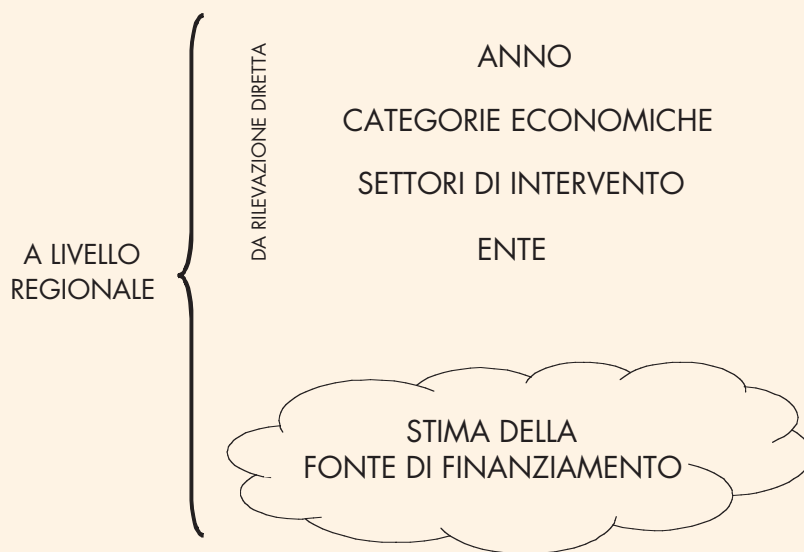 A LIVELLO
REGIONALE
DA RILEVAZIONE DIRETTA
ANNO
CATEGORIE ECONOMICHE
SETTORI DI INTERVENTO
ENTE
STIMA DELLA
FONTE DI FINANZIAMENTO